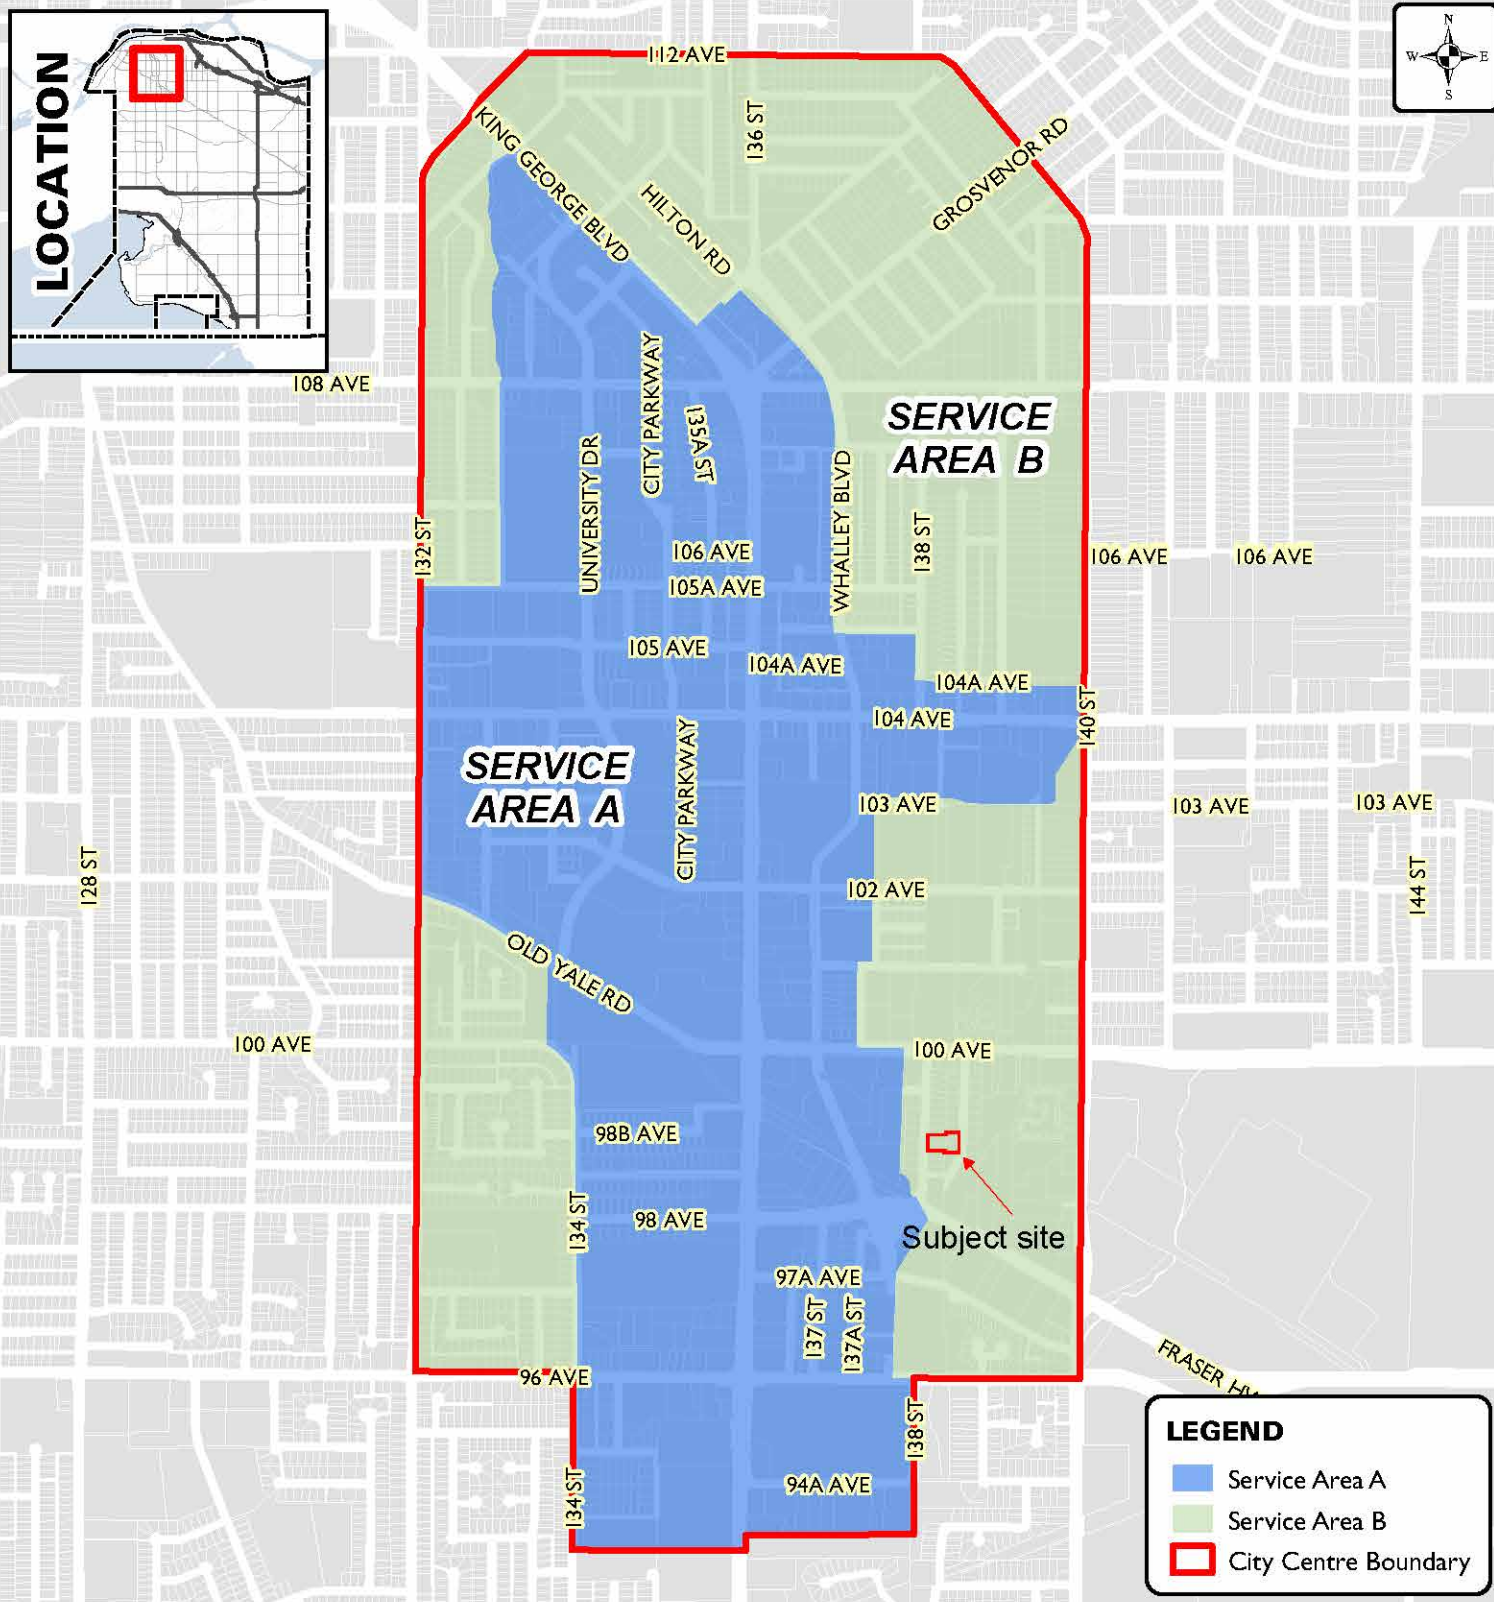 LOCATION
N
W E
S
112 AVE
KING GEORGE BLVD
136 ST
HILTON RD
GROSVENOR RD
108 AVE
CITY PARKWAY
135A ST
SERVICE
AREA B
UNIVERSITY DR
WHALLEY BLVD
132 ST
138 ST
106 AVE
106 AVE
106 AVE
105A AVE
105 AVE
104A AVE
104A AVE
104 AVE
140 ST
SERVICE
AREA A
CITY PARKWAY
103 AVE
103 AVE
103 AVE
128 ST
102 AVE
144 ST
OLD YALE RD
100 AVE
100 AVE
98B AVE
134 ST
98 AVE
Subject site
97A AVE
137 ST
137A ST
96 AVE
FRASER HW
138 ST
94A AVE
134 ST
LEGEND
Service Area A
Service Area B
City Centre Boundary